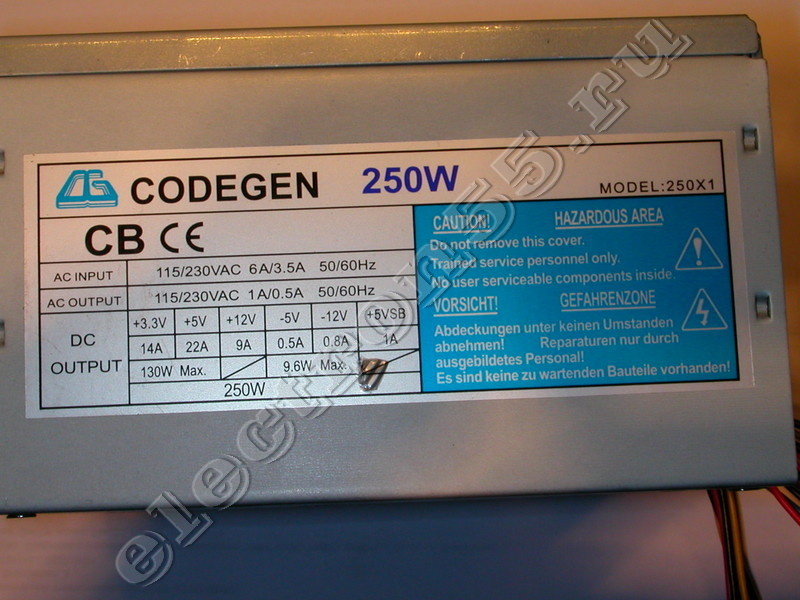 CODEGEN 250W MODEL:250X1
CB CE
AC INPUT 115/230VAC 6A/3.5A 50/60Hz
AC OUTPUT 115/230VAC 1A/0.5A 50/60Hz
DC OUTPUT
+3.3V +5V +12V -5V -12V +5VSB
14A 22A 9A 0.5A 0.8A 1A
130W Max. 9.6W Max.
250W
CAUTION! HAZARDOUS AREA
Do not remove this cover.
Trained service personnel only.
No user serviceable components inside.
VORSICHT! GEFAHRENZONE
Abdeckungen unter keinen Umstanden
abnehmen! Reparaturen nur durch
ausgebildetes Personal!
Es sind keine zu wartenden Bauteile vorhanden!
electron55.ru